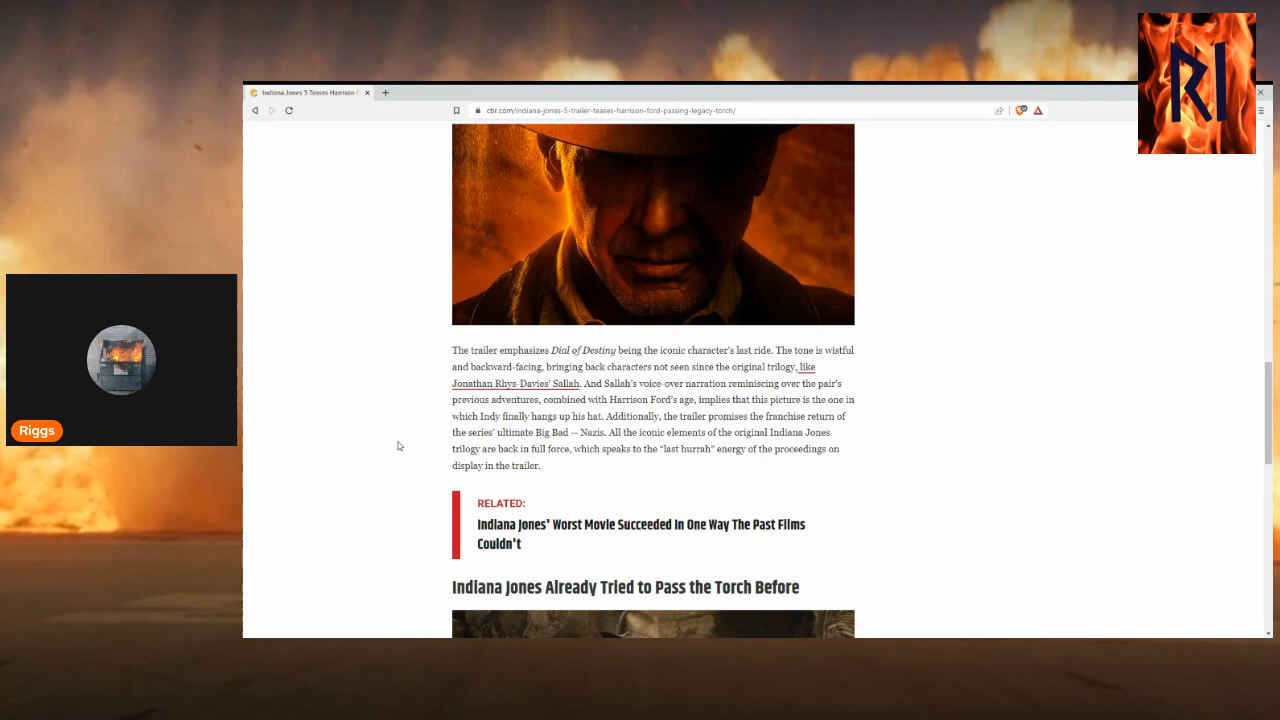 RI
Indiana Jones 5 Teases Harrison
cbr.com/indiana-jones-5-trailer-teases-harrison-ford-passing-legacy-torch/
The trailer emphasizes Dial of Destiny being the iconic character's last ride. The tone is wistful
and backward-facing, bringing back characters not seen since the original trilogy, like
Jonathan Rhys-Davies' Sallah. And Sallah's voice-over narration reminiscing over the pair's
previous adventures, combined with Harrison Ford's age, implies that this picture is the one in
which Indy finally hangs up his hat. Additionally, the trailer promises the franchise return of
the series' ultimate Big Bad -- Nazis. All the iconic elements of the original Indiana Jones
trilogy are back in full force, which speaks to the "last hurrah" energy of the proceedings on
display in the trailer.
Riggs
RELATED:
Indiana Jones' Worst Movie Succeeded In One Way The Past Films
Couldn't
Indiana Jones Already Tried to Pass the Torch Before